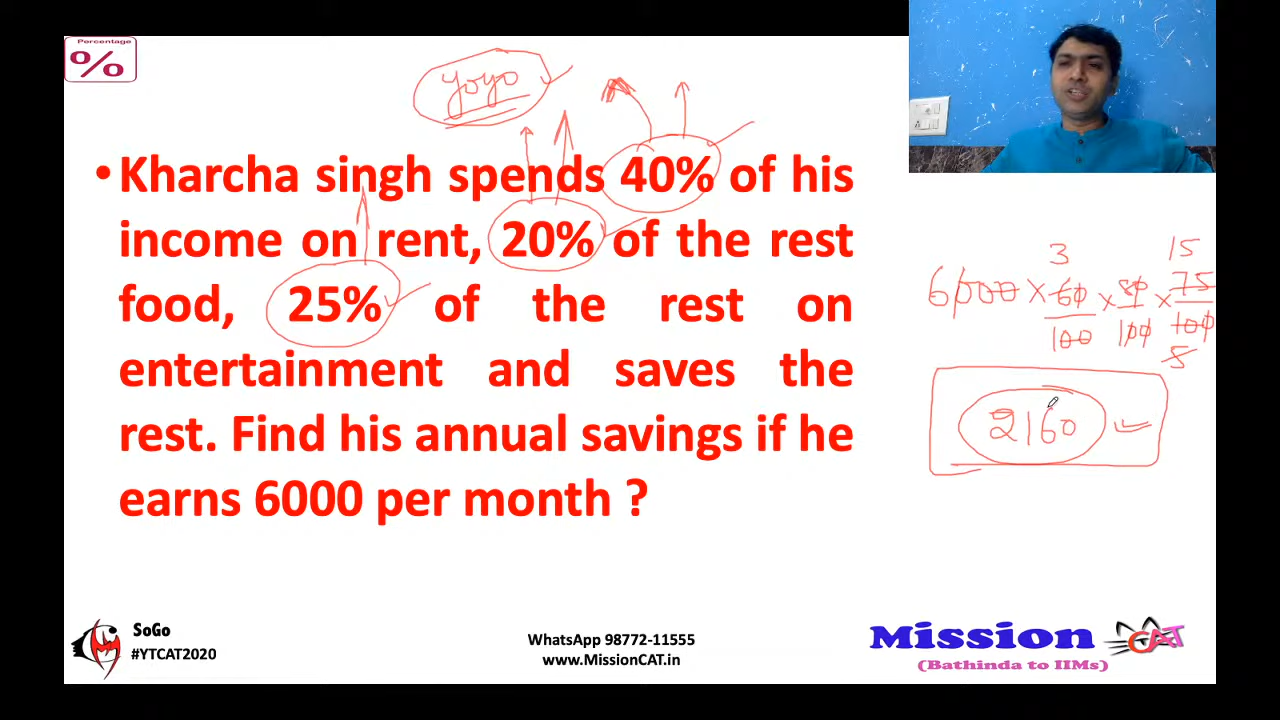 Percentage
%
yoyo
• Kharcha singh spends 40% of his
income on rent, 20% of the rest
food, 25% of the rest on
entertainment and saves the
rest. Find his annual savings if he
earns 6000 per month ?
3 15
6000 × 60/100 × 80/100 × 75/100
5
2160
SoGo
#YTCAT2020
WhatsApp 98772-11555
www.MissionCAT.in
Mission CAT
(Bathinda to IIMs)